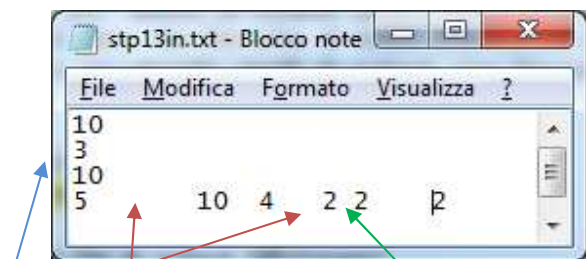 stp13in.txt - Blocco note
File Modifica Formato Visualizza ?
10
3
10
5 10 4 2 2 2